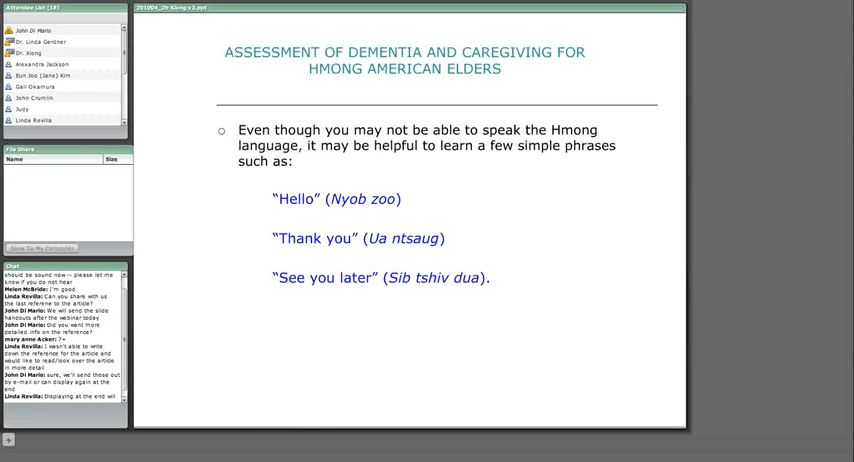 Attendee List (18)
John Di Mario
Dr. Linda Gerdner
Dr. Xiong
Alexandra Jackson
Eun Joo (Jane) Kim
Gail Okamura
John Crumlin
Judy
Linda Revilla
File Share
Name Size
Save To My Computer
Chat
should be sound now -- please let me
know if you do not hear
Melen McBride: I'm good
Linda Revilla: Can you share with us
the last referene to the article?
John Di Mario: We will send the slide
handouts after the webinar today
John Di Mario: Did you want more
detailed info on the reference?
mary anne Acker: 7+
Linda Revilla: I wasn't able to write
down the reference for the article and
would like to read/look over the article
in more detail
John Di Mario: sure, we'll send those out
by e-mail or can display again at the
end
Linda Revilla: Displaying at the end will
201004_2b Xiong v3.ppt
ASSESSMENT OF DEMENTIA AND CAREGIVING FOR
HMONG AMERICAN ELDERS
Even though you may not be able to speak the Hmong
language, it may be helpful to learn a few simple phrases
such as:
“Hello” (Nyob zoo)
“Thank you” (Ua ntsaug)
“See you later” (Sib tshiv dua).